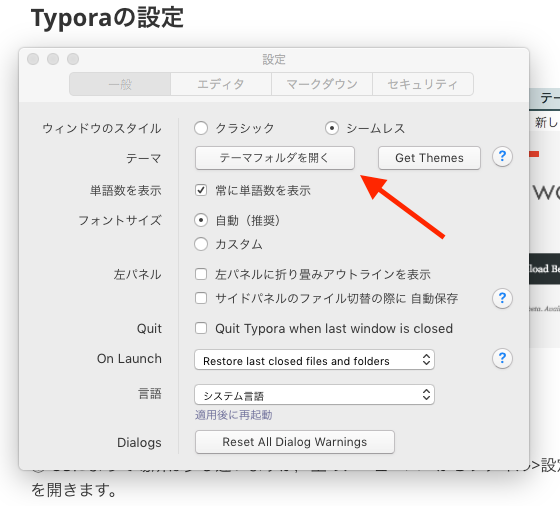 Typoraの設定
設定
一般 エディタ マークダウン セキュリティ
テー
ウィンドウのスタイル クラシック シームレス
新し
テーマ テーマフォルダを開く Get Themes ?
単語数を表示 常に単語数を表示
WO
フォントサイズ 自動（推奨）
カスタム
左パネル 左パネルに折り畳みアウトラインを表示
load Be
サイドパネルのファイル切替の際に 自動保存 ?
Quit Quit Typora when last window is closed
On Launch Restore last closed files and folders ?
言語 システム言語
適用後に再起動
Dialogs Reset All Dialog Warnings
>設定
を開きます。